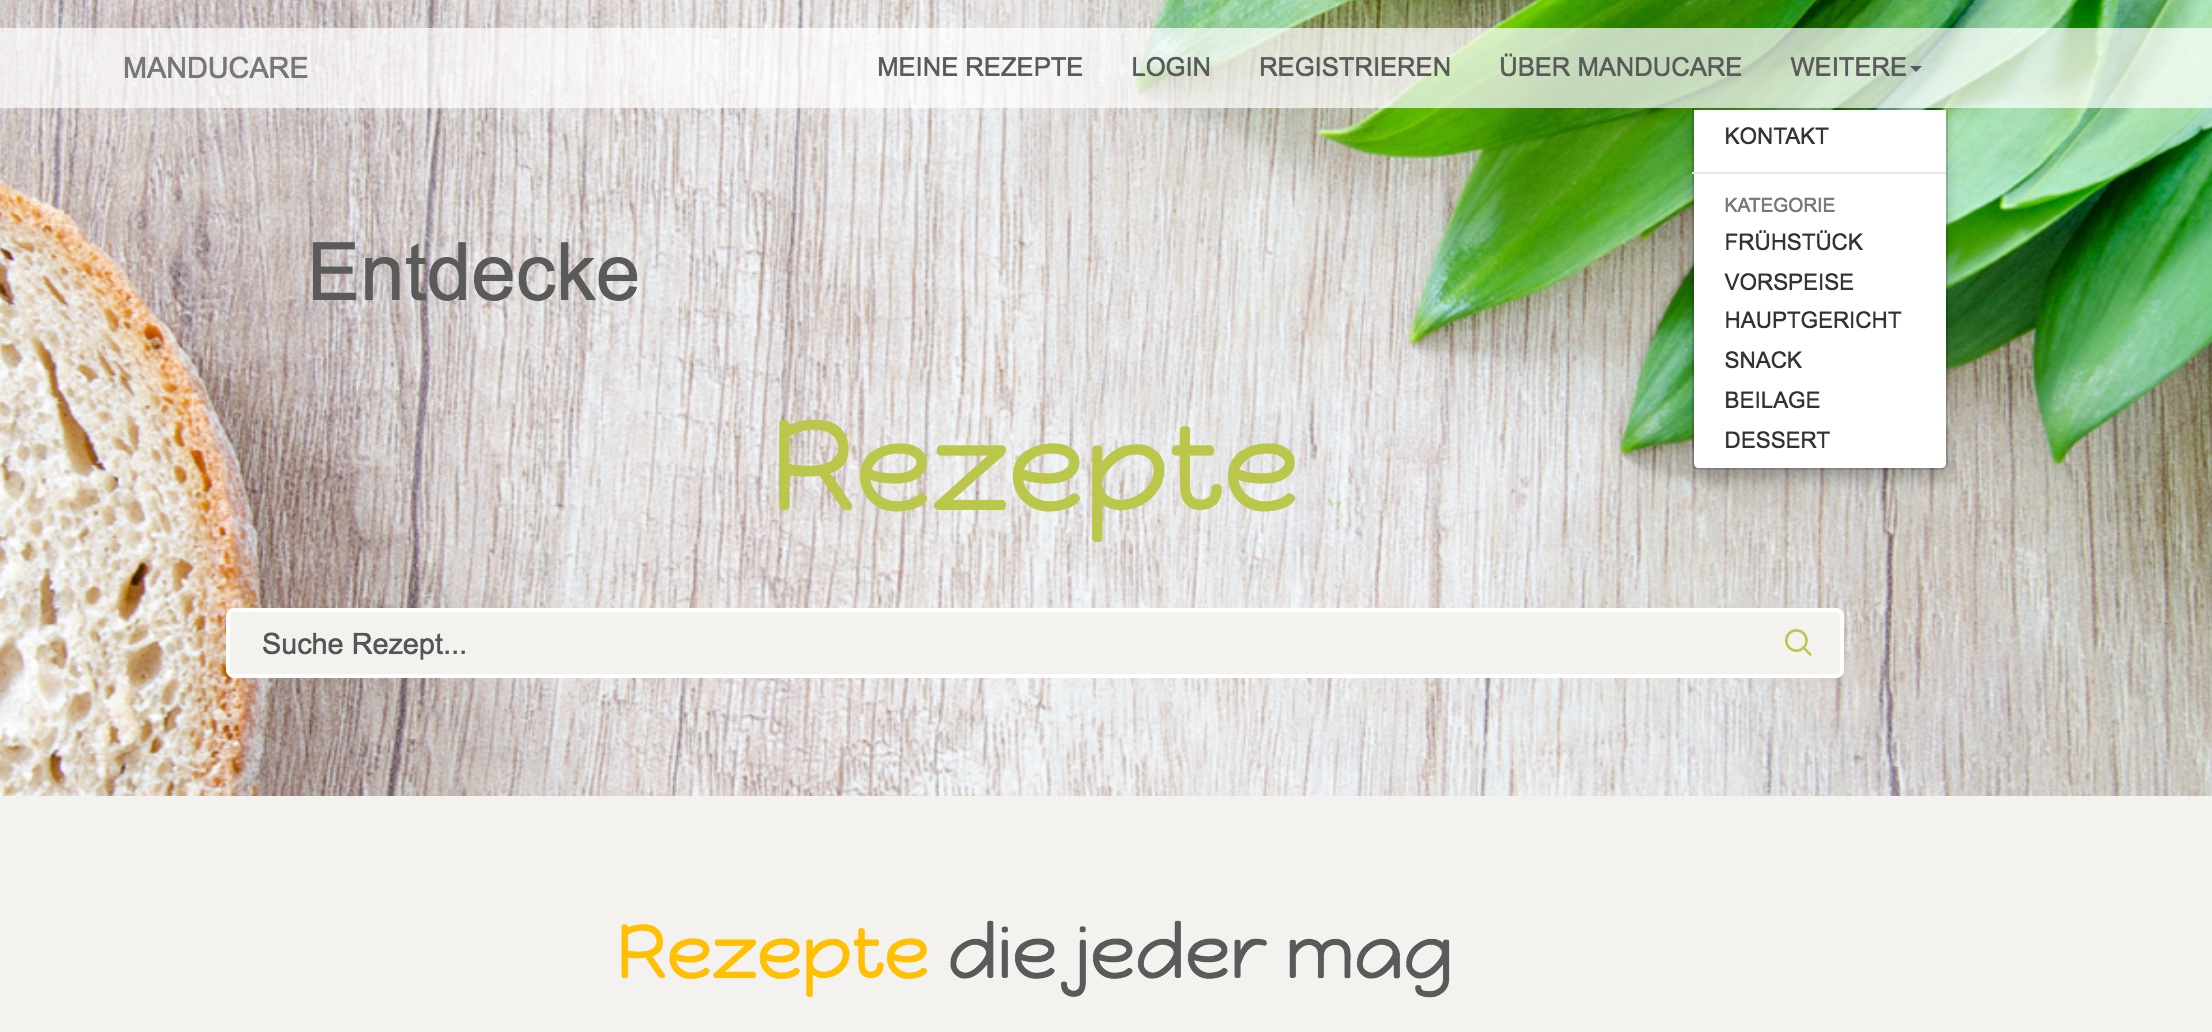 MANDUCARE
MEINE REZEPTE LOGIN REGISTRIEREN ÜBER MANDUCARE WEITERE
KONTAKT
KATEGORIE
FRÜHSTÜCK
VORSPEISE
HAUPTGERICHT
SNACK
BEILAGE
DESSERT
Entdecke
Rezepte
Suche Rezept...
Rezepte die jeder mag